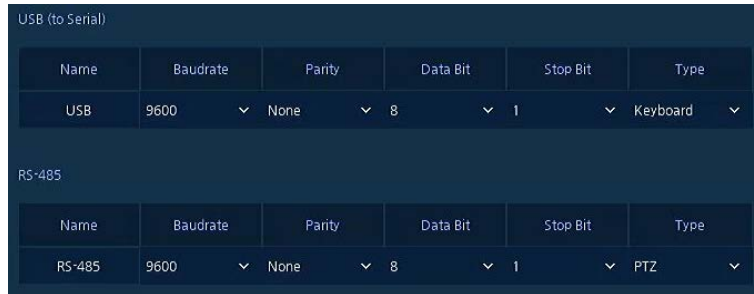 USB (to Serial)
Name Baudrate Parity Data Bit Stop Bit Type
USB 9600 None 8 1 Keyboard
RS-485
Name Baudrate Parity Data Bit Stop Bit Type
RS-485 9600 None 8 1 PTZ